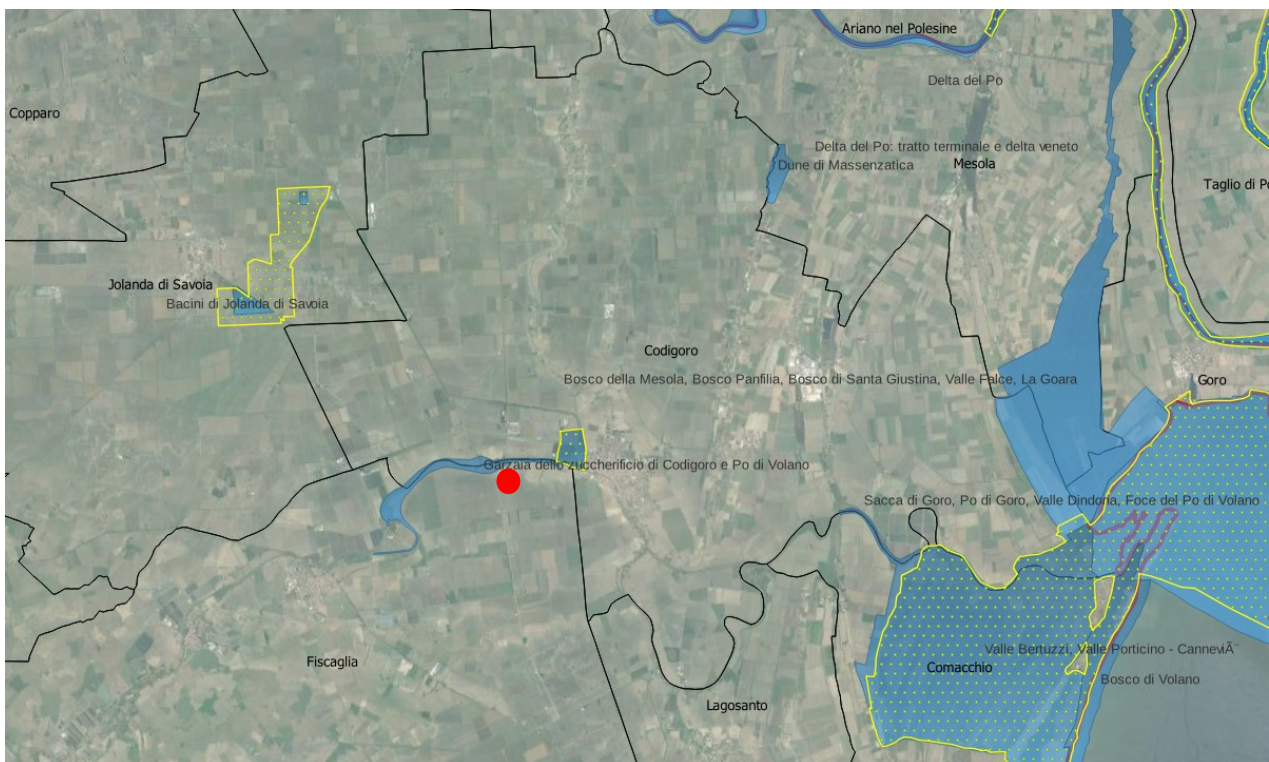 Ariano nel Polesine
Delta del Po
Copparo
Delta del Po: tratto terminale e delta veneto
Dune di Massenzatica
Mesola
Taglio di Po
Jolanda di Savoia
Bacini di Jolanda di Savoia
Codigoro
Bosco della Mesola, Bosco Panfilia, Bosco di Santa Giustina, Valle Falce, La Goara
Goro
Garzaia dello zuccherificio di Codigoro e Po di Volano
Sacca di Goro, Po di Goro, Valle Dindona, Foce del Po di Volano
Fiscaglia
Valle Bertuzzi, Valle Porticino - CanneviÃ¨
Comacchio
Bosco di Volano
Lagosanto